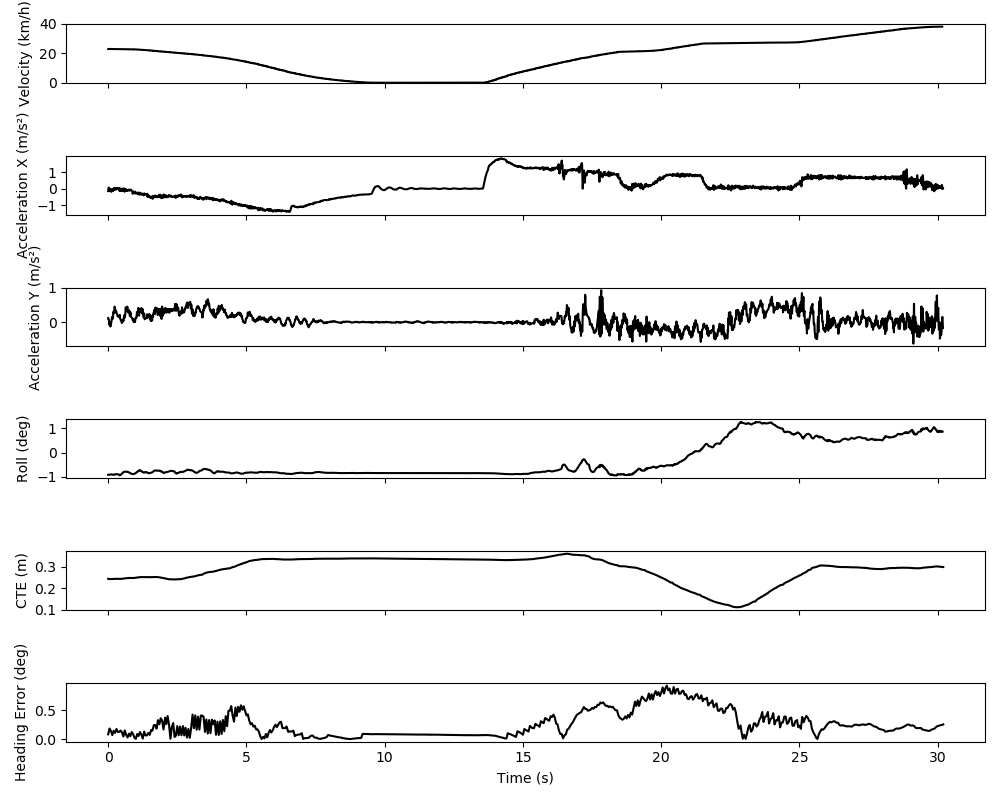 Velocity (km/h)
40
20
0
Acceleration X (m/s²)
1
0
−1
Acceleration Y (m/s²)
1
0
Roll (deg)
1
0
−1
CTE (m)
0.3
0.2
0.1
Heading Error (deg)
0.5
0.0
0 5 10 15 20 25 30
Time (s)